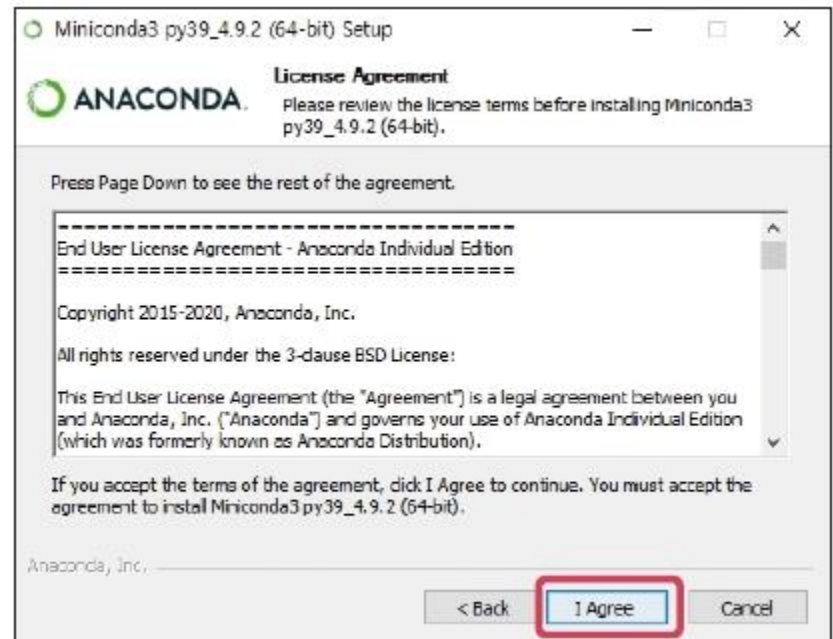 Miniconda3 py39_4.9.2 (64-bit) Setup
ANACONDA.
License Agreement
Please review the license terms before installing Miniconda3
py39_4.9.2 (64-bit).
Press Page Down to see the rest of the agreement.
===================================
End User License Agreement - Anaconda Individual Edition
===================================
Copyright 2015-2020, Anaconda, Inc.
All rights reserved under the 3-clause BSD License:
This End User License Agreement (the "Agreement") is a legal agreement between you
and Anaconda, Inc. ("Anaconda") and governs your use of Anaconda Individual Edition
(which was formerly known as Anaconda Distribution).
If you accept the terms of the agreement, click I Agree to continue. You must accept the
agreement to install Miniconda3 py39_4.9.2 (64-bit).
Anaconda, Inc.
< Back
I Agree
Cancel